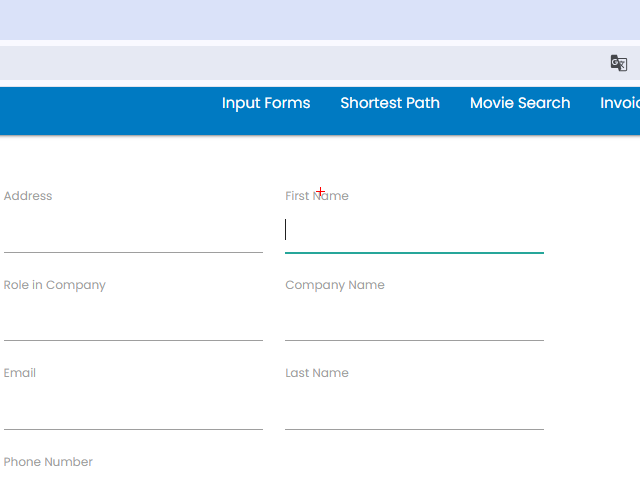 Input Forms Shortest Path Movie Search
Address First Name
Role in Company Company Name
Email Last Name
Phone Number